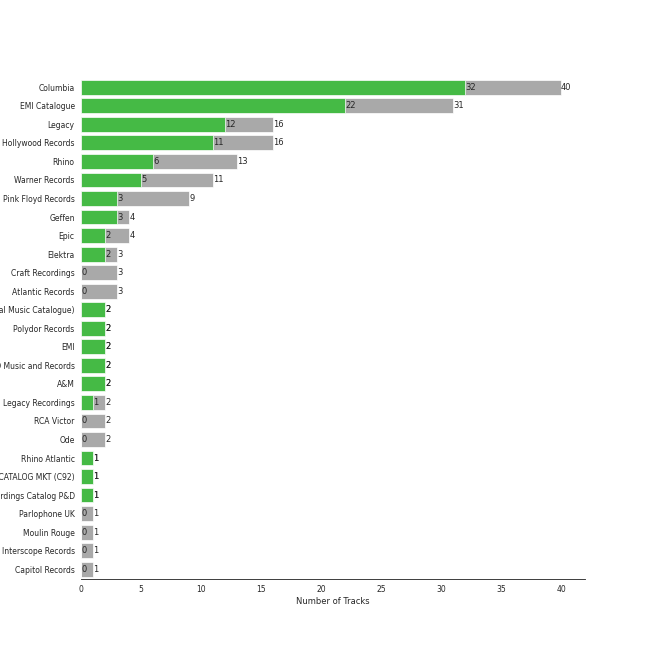 Columbia 32 40
EMI Catalogue 22 31
Legacy 12 16
Hollywood Records 11 16
Rhino 6 13
Warner Records 5 11
Pink Floyd Records 3 9
Geffen 3 4
Epic 2 4
Elektra 2 3
Craft Recordings 0 3
Atlantic Records 0 3
Music Catalogue) 2
Polydor Records 2
EMI 2
Music and Records 2
A&M 2
Legacy Recordings 1 2
RCA Victor 0 2
Ode 0 2
Rhino Atlantic 1
CATALOG MKT (C92) 1
Catalog P&D 1
Parlophone UK 0 1
Moulin Rouge 0 1
Interscope Records 0 1
Capitol Records 0 1
0 5 10 15 20 25 30 35 40
Number of Tracks